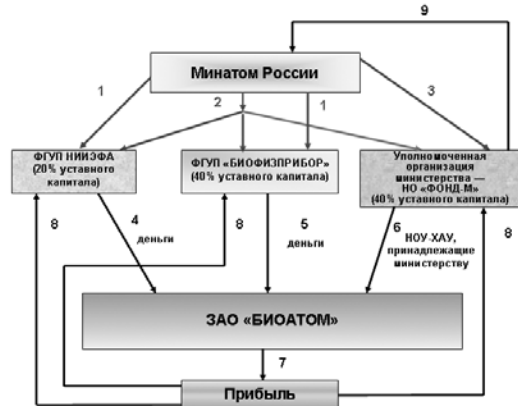 9
Минатом России
1
2
1
3
ФГУП НИИЭФА
(20% уставного
капитала)
ФГУП «БИОФИЗПРИБОР»
(40% уставного капитала)
Уполномоченная
организация
министерства —
НО «ФОНД-М»
(40% уставного капитала)
8
4
деньги
8
5
деньги
6
НОУ-ХАУ,
принадлежащие
министерству
8
ЗАО «БИОАТОМ»
7
Прибыль